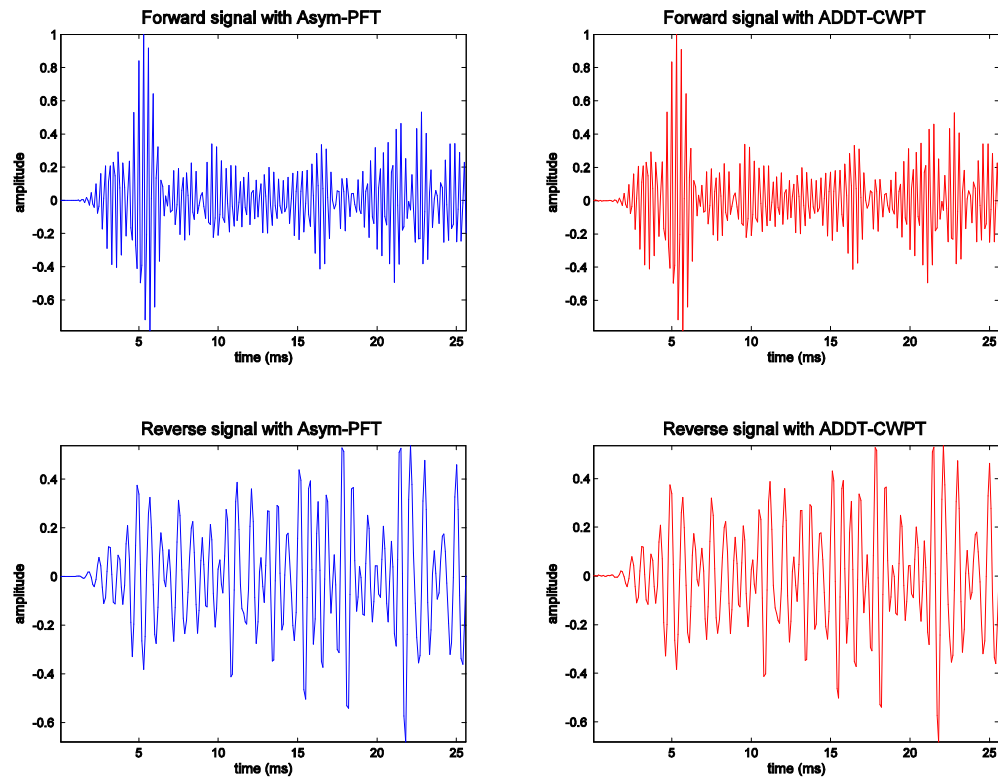 Forward signal with Asym-PFT
1
0.8
0.6
0.4
0.2
0
-0.2
-0.4
-0.6
amplitude
5 10 15 20 25
time (ms)
Forward signal with ADDT-CWPT
1
0.8
0.6
0.4
0.2
0
-0.2
-0.4
-0.6
amplitude
5 10 15 20 25
time (ms)
Reverse signal with Asym-PFT
0.4
0.2
0
-0.2
-0.4
-0.6
amplitude
5 10 15 20 25
time (ms)
Reverse signal with ADDT-CWPT
0.4
0.2
0
-0.2
-0.4
-0.6
amplitude
5 10 15 20 25
time (ms)